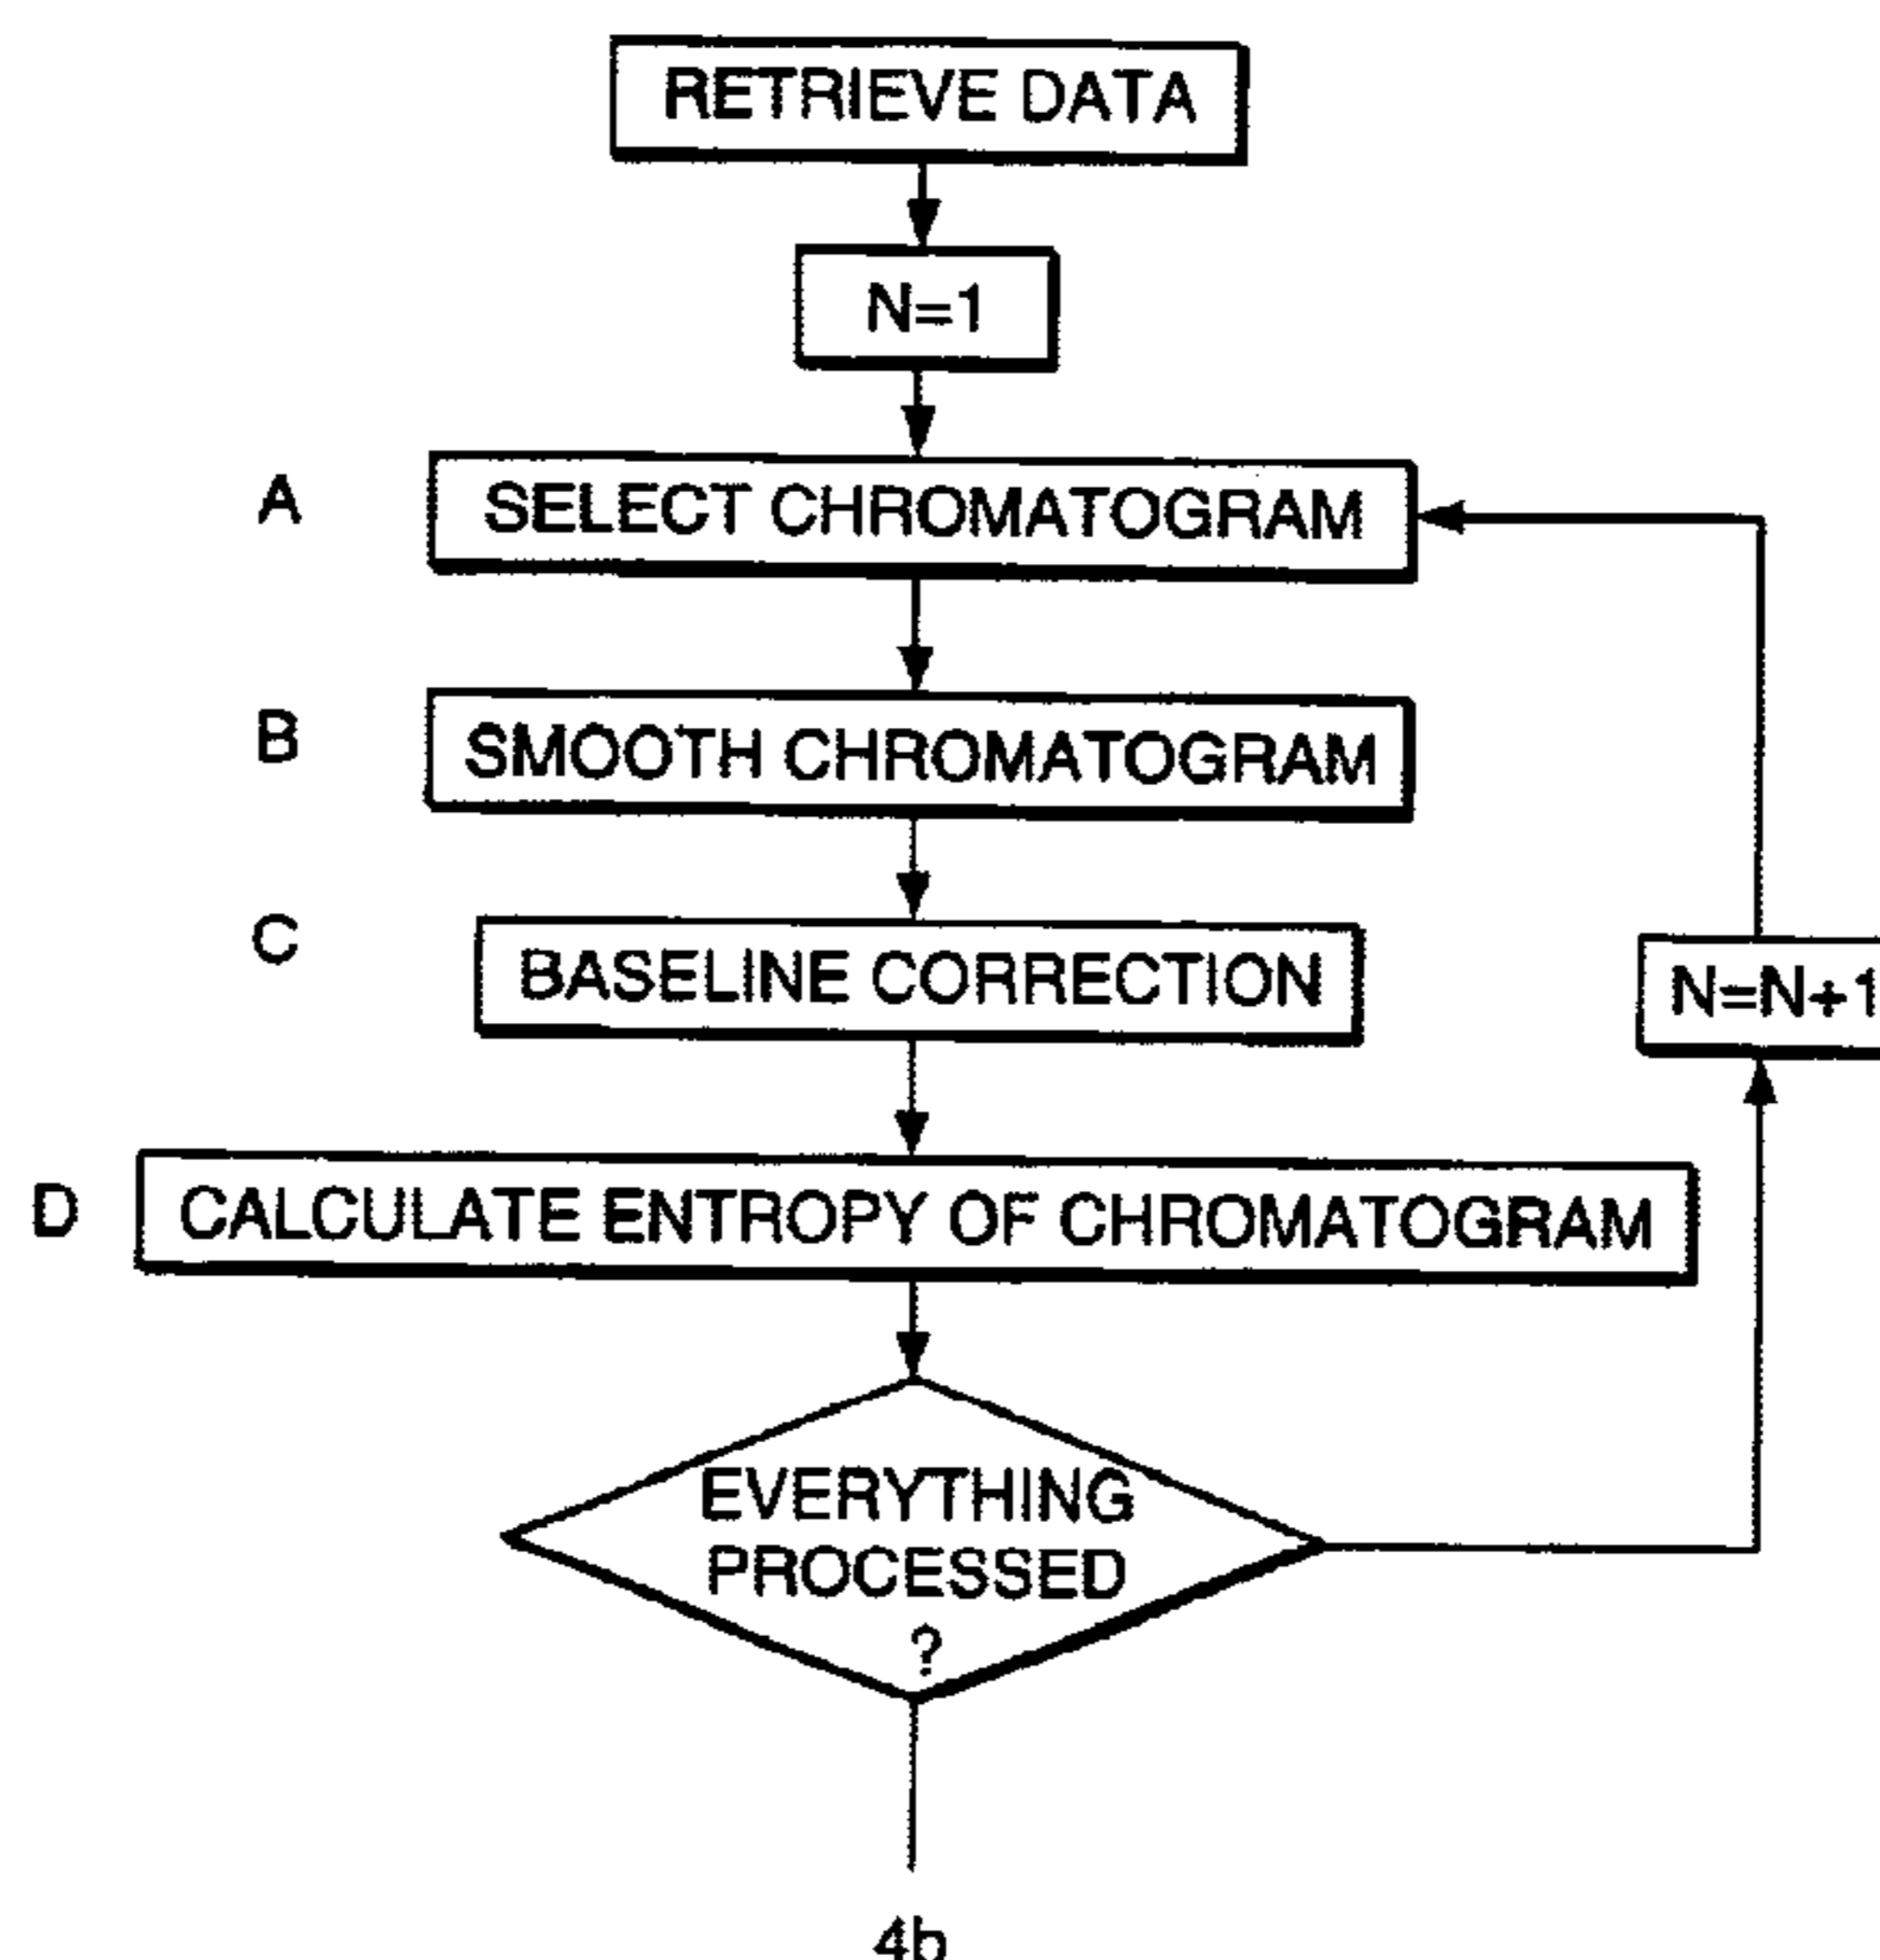 RETRIEVE DATA
N=1
A
SELECT CHROMATOGRAM
B
SMOOTH CHROMATOGRAM
C
BASELINE CORRECTION
N=N+1
D
CALCULATE ENTROPY OF CHROMATOGRAM
EVERYTHING
PROCESSED
?
4b